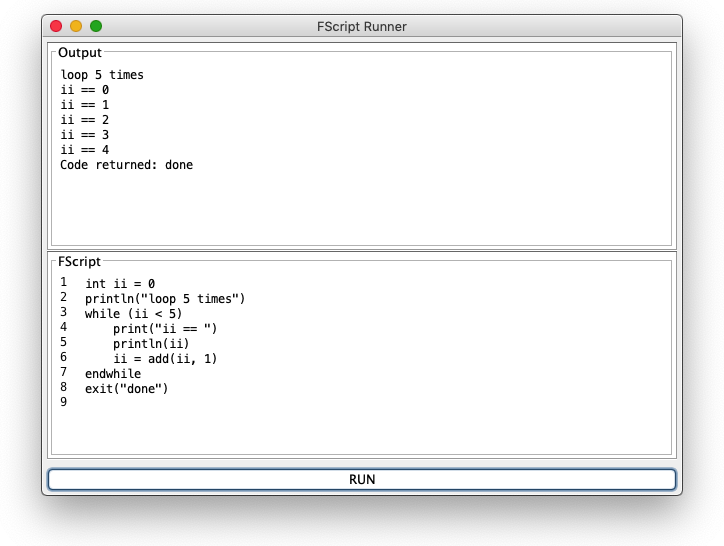 FScript Runner
Output
loop 5 times
ii == 0
ii == 1
ii == 2
ii == 3
ii == 4
Code returned: done
FScript
1 int ii = 0
2 println("loop 5 times")
3 while (ii < 5)
4     print("ii == ")
5     println(ii)
6     ii = add(ii, 1)
7 endwhile
8 exit("done")
9
RUN